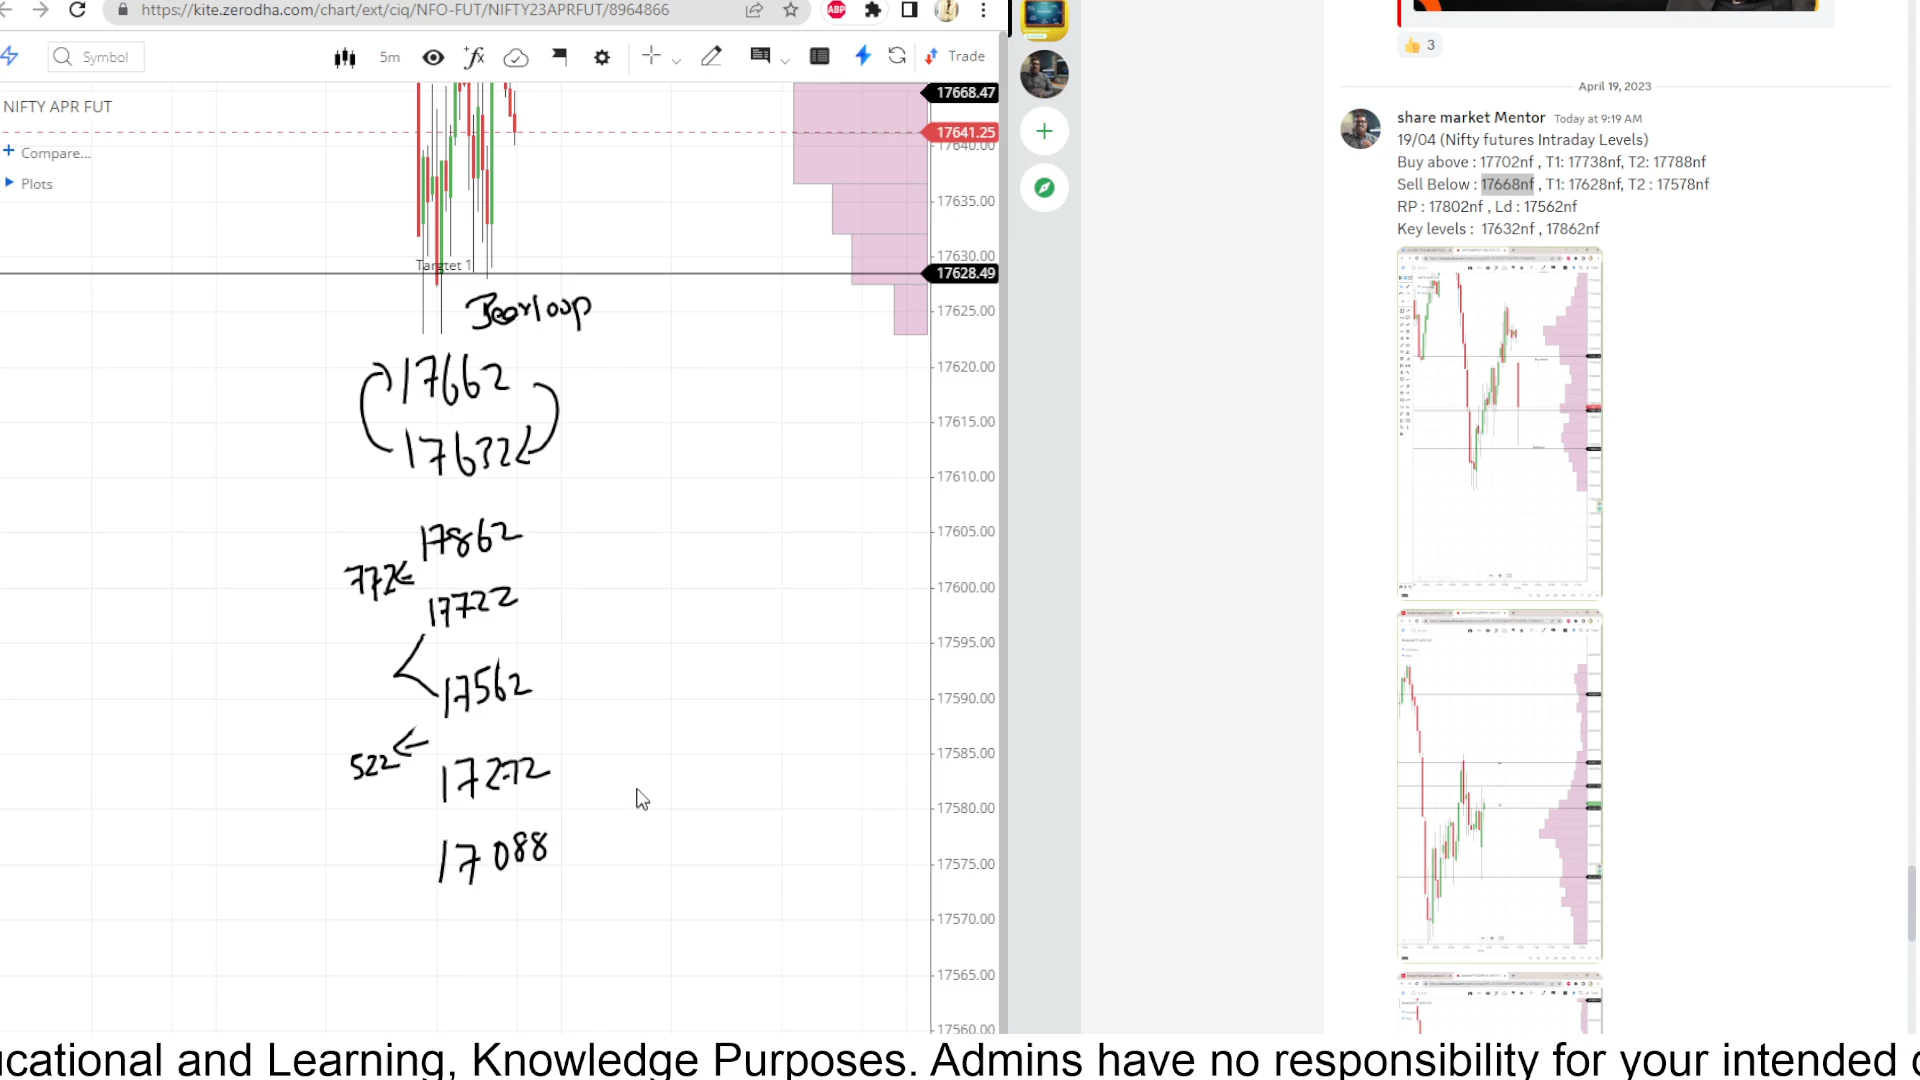 https://kite.zerodha.com/chart/ext/ciq/NFO-FUT/NIFTY23APRFUT/8964866
ABP
Symbol
5m
Trade
NIFTY APR FUT
Compare...
Plots
17668.47
17641.25
17640.00
17635.00
17630.00
17628.49
17625.00
17620.00
17615.00
17610.00
17605.00
17600.00
17595.00
17590.00
17585.00
17580.00
17575.00
17570.00
17565.00
17560.00
Targtet 1
17662
17632
17862
772
17722
17562
522
17272
17088
3
April 19, 2023
share market Mentor Today at 9:19 AM
19/04 (Nifty futures Intraday Levels)
Buy above : 17702nf , T1: 17738nf, T2: 17788nf
Sell Below : 17668nf , T1: 17628nf, T2 : 17578nf
RP : 17802nf , Ld : 17562nf
Key levels : 17632nf , 17862nf
ucational and Learning, Knowledge Purposes. Admins have no responsibility for your intended